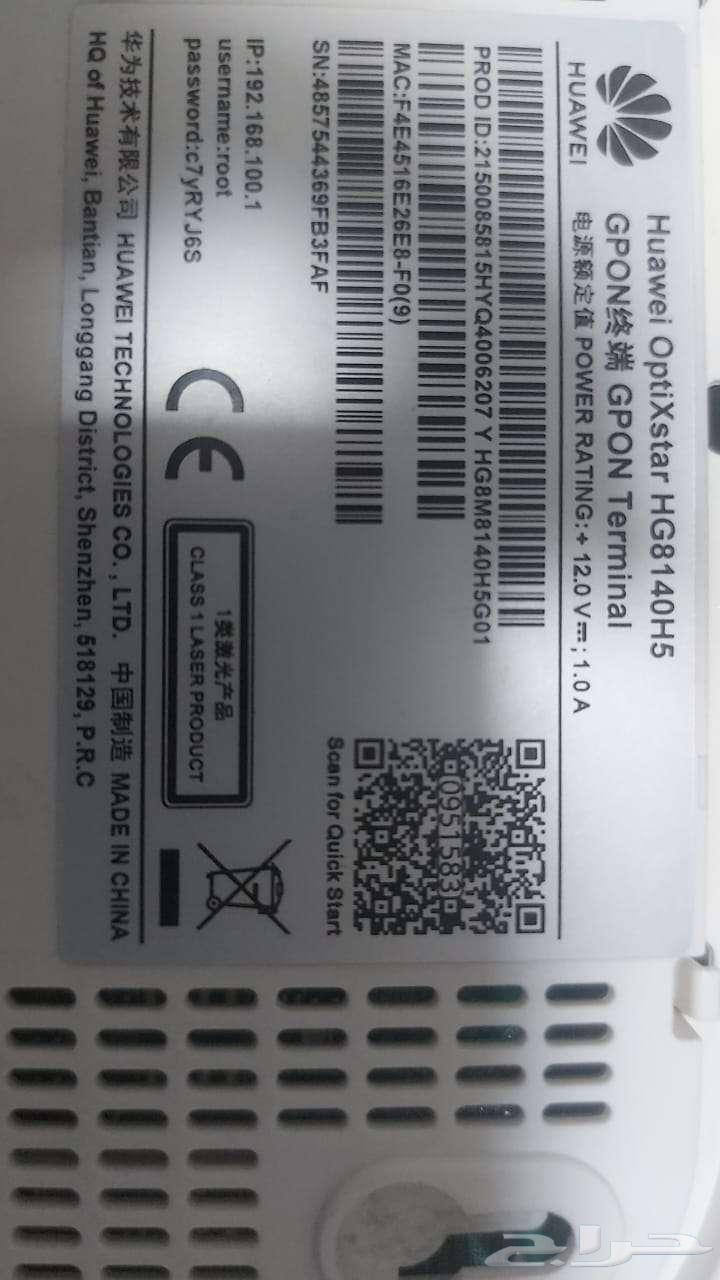 HUAWEI
Huawei OptiXstar HG8140H5
GPON终端 GPON Terminal
电源额定值 POWER RATING:+ 12.0 V⎓; 1.0 A
PROD ID:2150085815HYQ4006207 Y HG8M8140H5G01
MAC:F4E4516E26E8-F0(9)
SN:4857544369FB3FAF
0951583
Scan for Quick Start
IP:192.168.100.1
username:root
password:c7yRYJ6S
CE
1类激光产品
CLASS 1 LASER PRODUCT
华为技术有限公司 HUAWEI TECHNOLOGIES CO., LTD. 中国制造 MADE IN CHINA
HQ of Huawei, Bantian, Longgang District, Shenzhen, 518129, P.R.C
حراج